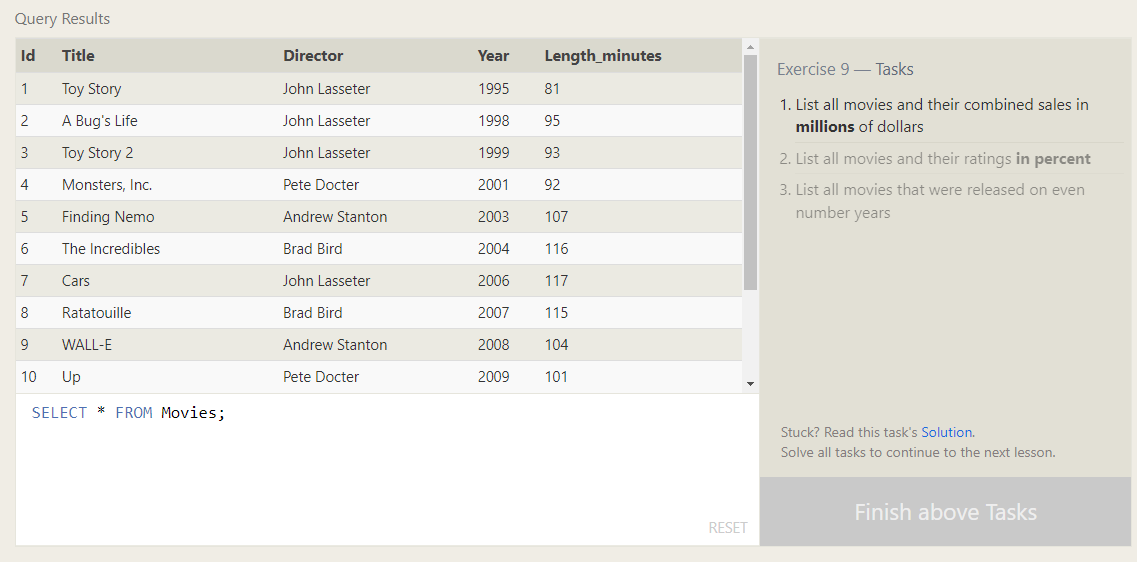 Query Results
Id Title Director Year Length_minutes
1 Toy Story John Lasseter 1995 81
2 A Bug's Life John Lasseter 1998 95
3 Toy Story 2 John Lasseter 1999 93
4 Monsters, Inc. Pete Docter 2001 92
5 Finding Nemo Andrew Stanton 2003 107
6 The Incredibles Brad Bird 2004 116
7 Cars John Lasseter 2006 117
8 Ratatouille Brad Bird 2007 115
9 WALL-E Andrew Stanton 2008 104
10 Up Pete Docter 2009 101
SELECT * FROM Movies;
RESET
Exercise 9 — Tasks
1. List all movies and their combined sales in
millions of dollars
2. List all movies and their ratings in percent
3. List all movies that were released on even
number years
Stuck? Read this task's Solution.
Solve all tasks to continue to the next lesson.
Finish above Tasks